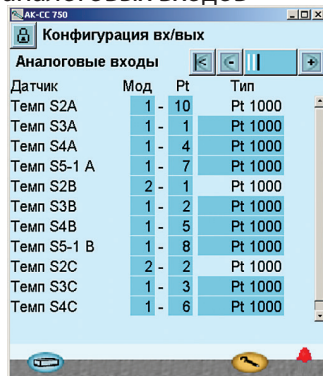 аналоговых входов
AK-CC 750
Конфигурация вх/вых
Аналоговые входы
Датчик Мод Pt Тип
Темп S2A 1 - 10 Pt 1000
Темп S3A 1 - 1 Pt 1000
Темп S4A 1 - 4 Pt 1000
Темп S5-1 A 1 - 7 Pt 1000
Темп S2B 2 - 1 Pt 1000
Темп S3B 1 - 2 Pt 1000
Темп S4B 1 - 5 Pt 1000
Темп S5-1 B 1 - 8 Pt 1000
Темп S2C 2 - 2 Pt 1000
Темп S3C 1 - 3 Pt 1000
Темп S4C 1 - 6 Pt 1000